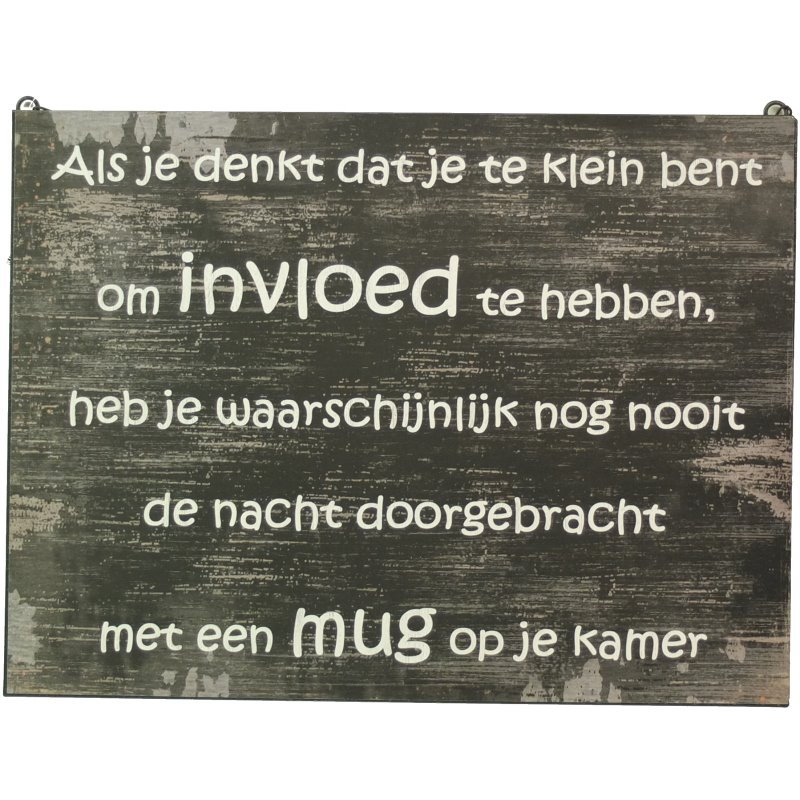 Als je denkt dat je te klein bent
om invloed te hebben,
heb je waarschijnlijk nog nooit
de nacht doorgebracht
met een mug op je kamer